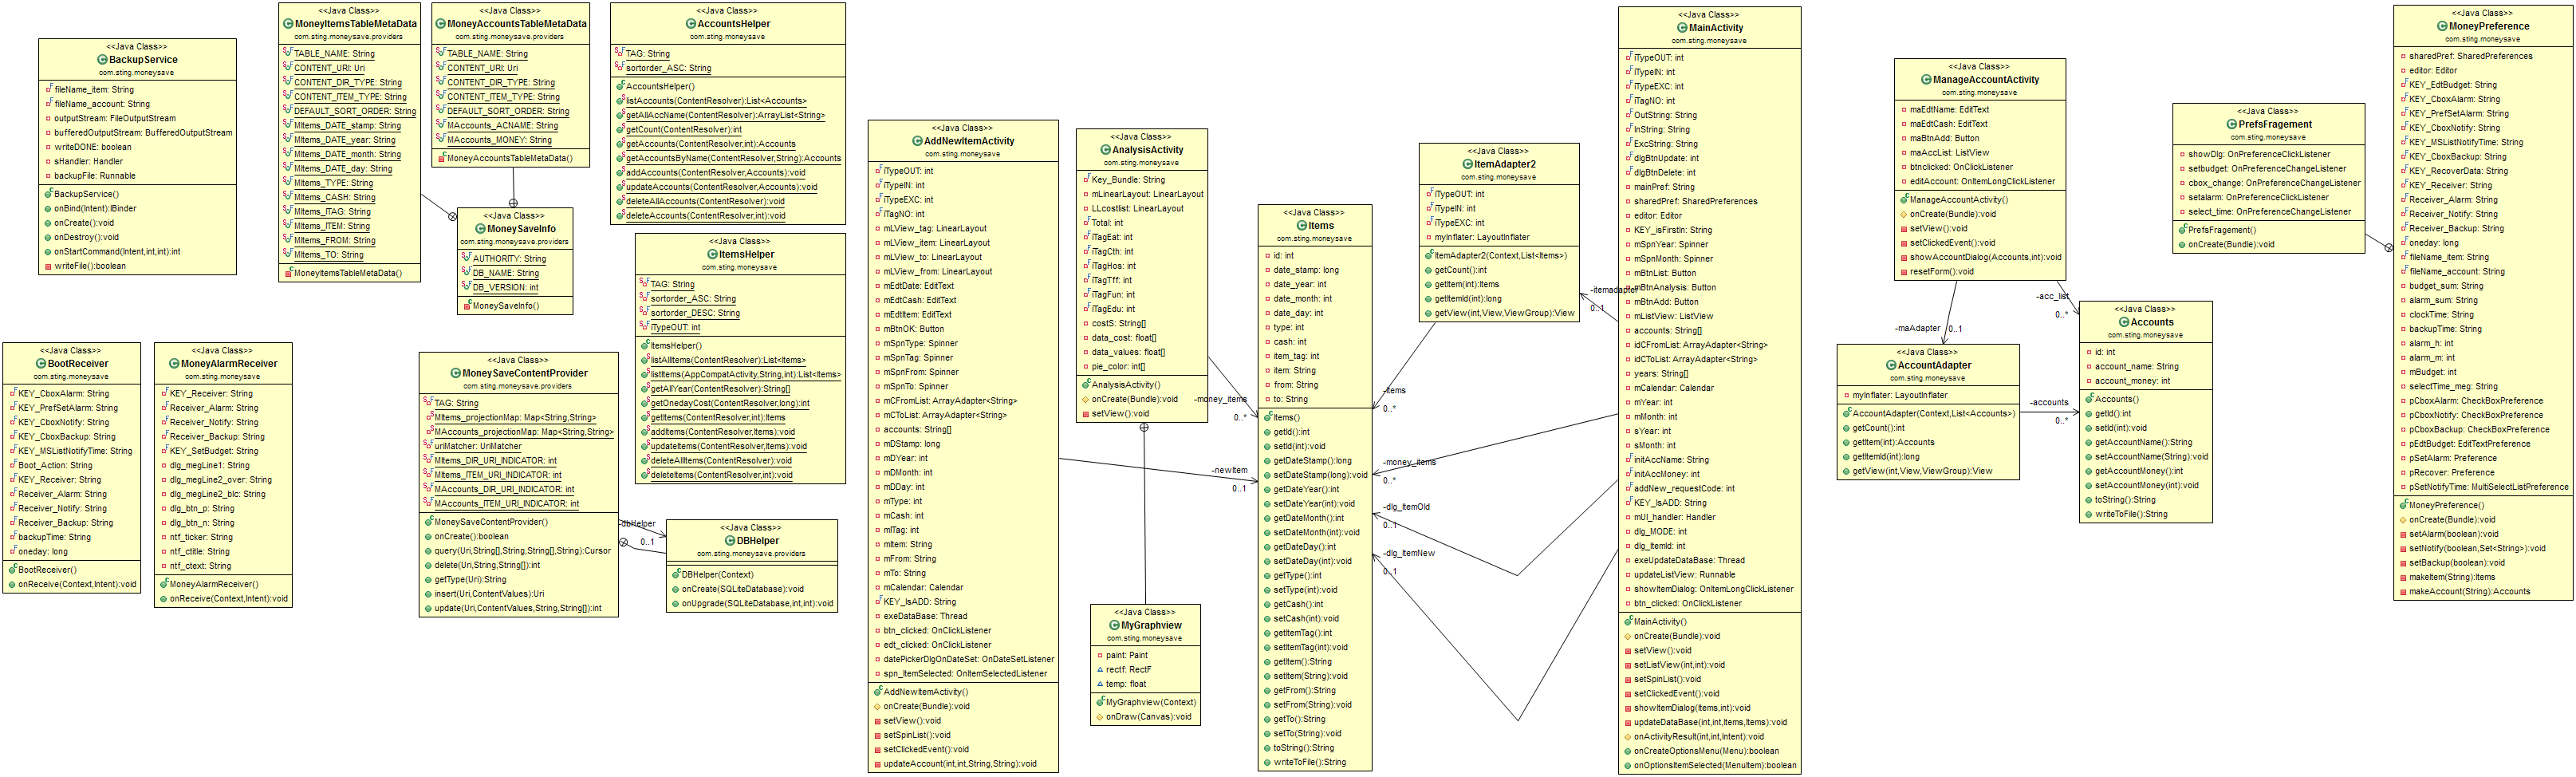 <<Java Class>>
BackupService
com.sting.moneysave
fileName_item: String
fileName_account: String
outputStream: FileOutputStream
bufferedOutputStream: BufferedOutputStream
writeDONE: boolean
sHandler: Handler
backupFile: Runnable
BackupService()
onBind(Intent):IBinder
onCreate():void
onDestroy():void
onStartCommand(Intent,int,int):int
writeFile():boolean
<<Java Class>>
MoneyItemsTableMetaData
com.sting.moneysave.providers
TABLE_NAME: String
CONTENT_URI: Uri
CONTENT_DIR_TYPE: String
CONTENT_ITEM_TYPE: String
DEFAULT_SORT_ORDER: String
MItems_DATE_stamp: String
MItems_DATE_year: String
MItems_DATE_month: String
MItems_DATE_day: String
MItems_TYPE: String
MItems_CASH: String
MItems_ITAG: String
MItems_ITEM: String
MItems_FROM: String
MItems_TO: String
MoneyItemsTableMetaData()
<<Java Class>>
MoneyAccountsTableMetaData
com.sting.moneysave.providers
TABLE_NAME: String
CONTENT_URI: Uri
CONTENT_DIR_TYPE: String
CONTENT_ITEM_TYPE: String
DEFAULT_SORT_ORDER: String
MAccounts_ACNAME: String
MAccounts_MONEY: String
MoneyAccountsTableMetaData()
<<Java Class>>
MoneySaveInfo
com.sting.moneysave.providers
AUTHORITY: String
DB_NAME: String
DB_VERSION: int
MoneySaveInfo()
<<Java Class>>
AccountsHelper
com.sting.moneysave
TAG: String
sortorder_ASC: String
AccountsHelper()
listAccounts(ContentResolver):List<Accounts>
getAllAccName(ContentResolver):ArrayList<String>
getCount(ContentResolver):int
getAccounts(ContentResolver,int):Accounts
getAccountsByName(ContentResolver,String):Accounts
addAccounts(ContentResolver,Accounts):void
updateAccounts(ContentResolver,Accounts):void
deleteAllAccounts(ContentResolver):void
deleteAccounts(ContentResolver,int):void
<<Java Class>>
ItemsHelper
com.sting.moneysave
TAG: String
sortorder_ASC: String
sortorder_DESC: String
iTypeOUT: int
ItemsHelper()
listAllItems(ContentResolver):List<Items>
listItems(AppCompatActivity,String,int):List<Items>
getAllYear(ContentResolver):String[]
getOnedayCost(ContentResolver,long):int
getItems(ContentResolver,int):Items
addItems(ContentResolver,Items):void
updateItems(ContentResolver,Items):void
deleteAllItems(ContentResolver):void
deleteItems(ContentResolver,int):void
<<Java Class>>
BootReceiver
com.sting.moneysave
KEY_CboxAlarm: String
KEY_PrefSetAlarm: String
KEY_CboxNotify: String
KEY_CboxBackup: String
KEY_MSListNotifyTime: String
Boot_Action: String
KEY_Receiver: String
Receiver_Alarm: String
Receiver_Notify: String
Receiver_Backup: String
backupTime: String
oneday: long
BootReceiver()
onReceive(Context,Intent):void
<<Java Class>>
MoneyAlarmReceiver
com.sting.moneysave
KEY_Receiver: String
Receiver_Alarm: String
Receiver_Notify: String
Receiver_Backup: String
KEY_SetBudget: String
dlg_megLine1: String
dlg_megLine2_over: String
dlg_megLine2_blc: String
dlg_btn_p: String
dlg_btn_n: String
ntf_ticker: String
ntf_ctitle: String
ntf_ctext: String
MoneyAlarmReceiver()
onReceive(Context,Intent):void
<<Java Class>>
MoneySaveContentProvider
com.sting.moneysave.providers
TAG: String
MItems_projectionMap: Map<String,String>
MAccounts_projectionMap: Map<String,String>
uriMatcher: UriMatcher
MItems_DIR_URI_INDICATOR: int
MItems_ITEM_URI_INDICATOR: int
MAccounts_DIR_URI_INDICATOR: int
MAccounts_ITEM_URI_INDICATOR: int
MoneySaveContentProvider()
onCreate():boolean
query(Uri,String[],String,String[],String):Cursor
delete(Uri,String,String[]):int
getType(Uri):String
insert(Uri,ContentValues):Uri
update(Uri,ContentValues,String,String[]):int
-dbHelper
0..1
<<Java Class>>
DBHelper
com.sting.moneysave.providers
DBHelper(Context)
onCreate(SQLiteDatabase):void
onUpgrade(SQLiteDatabase,int,int):void
<<Java Class>>
AddNewItemActivity
com.sting.moneysave
iTypeOUT: int
iTypeIN: int
iTypeEXC: int
iTagNO: int
mLView_tag: LinearLayout
mLView_item: LinearLayout
mLView_to: LinearLayout
mLView_from: LinearLayout
mEdtDate: EditText
mEdtCash: EditText
mEdtItem: EditText
mBtnOK: Button
mSpnType: Spinner
mSpnTag: Spinner
mSpnFrom: Spinner
mSpnTo: Spinner
mCFromList: ArrayAdapter<String>
mCToList: ArrayAdapter<String>
accounts: String[]
mDStamp: long
mDYear: int
mDMonth: int
mDDay: int
mType: int
mCash: int
mITag: int
mItem: String
mFrom: String
mTo: String
mCalendar: Calendar
KEY_IsADD: String
exeDataBase: Thread
btn_clicked: OnClickListener
edt_clicked: OnClickListener
datePickerDlgOnDateSet: OnDateSetListener
spn_ItemSelected: OnItemSelectedListener
AddNewItemActivity()
onCreate(Bundle):void
setView():void
setSpinList():void
setClickedEvent():void
updateAccount(int,int,String,String):void
<<Java Class>>
AnalysisActivity
com.sting.moneysave
Key_Bundle: String
mLinearLayout: LinearLayout
LLcostlist: LinearLayout
Total: int
iTagEat: int
iTagCth: int
iTagHos: int
iTagTff: int
iTagFun: int
iTagEdu: int
costS: String[]
data_cost: float[]
data_values: float[]
pie_color: int[]
AnalysisActivity()
onCreate(Bundle):void
setView():void
<<Java Class>>
MyGraphview
com.sting.moneysave
paint: Paint
rectf: RectF
temp: float
MyGraphview(Context)
onDraw(Canvas):void
-money_items
0..*
-newItem
0..1
<<Java Class>>
Items
com.sting.moneysave
id: int
date_stamp: long
date_year: int
date_month: int
date_day: int
type: int
cash: int
item_tag: int
item: String
from: String
to: String
Items()
getId():int
setId(int):void
getDateStamp():long
setDateStamp(long):void
getDateYear():int
setDateYear(int):void
getDateMonth():int
setDateMonth(int):void
getDateDay():int
setDateDay(int):void
getType():int
setType(int):void
getCash():int
setCash(int):void
getItemTag():int
setItemTag(int):void
getItem():String
setItem(String):void
getFrom():String
setFrom(String):void
getTo():String
setTo(String):void
toString():String
writeToFile():String
<<Java Class>>
ItemAdapter2
com.sting.moneysave
iTypeOUT: int
iTypeIN: int
iTypeEXC: int
myInflater: LayoutInflater
ItemAdapter2(Context,List<Items>)
getCount():int
getItem(int):Items
getItemId(int):long
getView(int,View,ViewGroup):View
-itemadapter
0..1
-items
0..*
-money_items
0..*
-dlg_ItemOld
0..1
-dlg_ItemNew
0..1
<<Java Class>>
MainActivity
com.sting.moneysave
iTypeOUT: int
iTypeIN: int
iTypeEXC: int
iTagNO: int
OutString: String
InString: String
ExcString: String
dlgBtnUpdate: int
dlgBtnDelete: int
mainPref: String
sharedPref: SharedPreferences
editor: Editor
KEY_isFirstIn: String
mSpnYear: Spinner
mSpnMonth: Spinner
mBtnList: Button
mBtnAnalysis: Button
mBtnAdd: Button
mListView: ListView
accounts: String[]
idCFromList: ArrayAdapter<String>
idCToList: ArrayAdapter<String>
years: String[]
mCalendar: Calendar
mYear: int
mMonth: int
sYear: int
sMonth: int
initAccName: String
initAccMoney: int
addNew_requestCode: int
KEY_IsADD: String
mUI_handler: Handler
dlg_MODE: int
dlg_itemId: int
exeUpdateDataBase: Thread
updateListView: Runnable
showItemDialog: OnItemLongClickListener
btn_clicked: OnClickListener
MainActivity()
onCreate(Bundle):void
setView():void
setListView(int,int):void
setSpinList():void
setClickedEvent():void
showItemDialog(Items,int):void
updateDataBase(int,int,Items,Items):void
onActivityResult(int,int,Intent):void
onCreateOptionsMenu(Menu):boolean
onOptionsItemSelected(MenuItem):boolean
<<Java Class>>
ManageAccountActivity
com.sting.moneysave
maEdtName: EditText
maEdtCash: EditText
maBtnAdd: Button
maAccList: ListView
btnclicked: OnClickListener
editAccount: OnItemLongClickListener
ManageAccountActivity()
onCreate(Bundle):void
setView():void
setClickedEvent():void
showAccountDialog(Accounts,int):void
resetForm():void
-maAdapter
0..1
-acc_list
0..*
<<Java Class>>
AccountAdapter
com.sting.moneysave
myInflater: LayoutInflater
AccountAdapter(Context,List<Accounts>)
getCount():int
getItem(int):Accounts
getItemId(int):long
getView(int,View,ViewGroup):View
-accounts
0..*
<<Java Class>>
Accounts
com.sting.moneysave
id: int
account_name: String
account_money: int
Accounts()
getId():int
setId(int):void
getAccountName():String
setAccountName(String):void
getAccountMoney():int
setAccountMoney(int):void
toString():String
writeToFile():String
<<Java Class>>
PrefsFragement
com.sting.moneysave
showDlg: OnPreferenceClickListener
setbudget: OnPreferenceChangeListener
cbox_change: OnPreferenceChangeListener
setalarm: OnPreferenceClickListener
select_time: OnPreferenceChangeListener
PrefsFragement()
onCreate(Bundle):void
<<Java Class>>
MoneyPreference
com.sting.moneysave
sharedPref: SharedPreferences
editor: Editor
KEY_EdtBudget: String
KEY_CboxAlarm: String
KEY_PrefSetAlarm: String
KEY_CboxNotify: String
KEY_MSListNotifyTime: String
KEY_CboxBackup: String
KEY_RecoverData: String
KEY_Receiver: String
Receiver_Alarm: String
Receiver_Notify: String
Receiver_Backup: String
oneday: long
fileName_item: String
fileName_account: String
budget_sum: String
alarm_sum: String
clockTime: String
backupTime: String
alarm_h: int
alarm_m: int
mBudget: int
selectTime_meg: String
pCboxAlarm: CheckBoxPreference
pCboxNotify: CheckBoxPreference
pCboxBackup: CheckBoxPreference
pEdtBudget: EditTextPreference
pSetAlarm: Preference
pRecover: Preference
pSetNotifyTime: MultiSelectListPreference
MoneyPreference()
onCreate(Bundle):void
setAlarm(boolean):void
setNotify(boolean,Set<String>):void
setBackup(boolean):void
makeItem(String):Items
makeAccount(String):Accounts